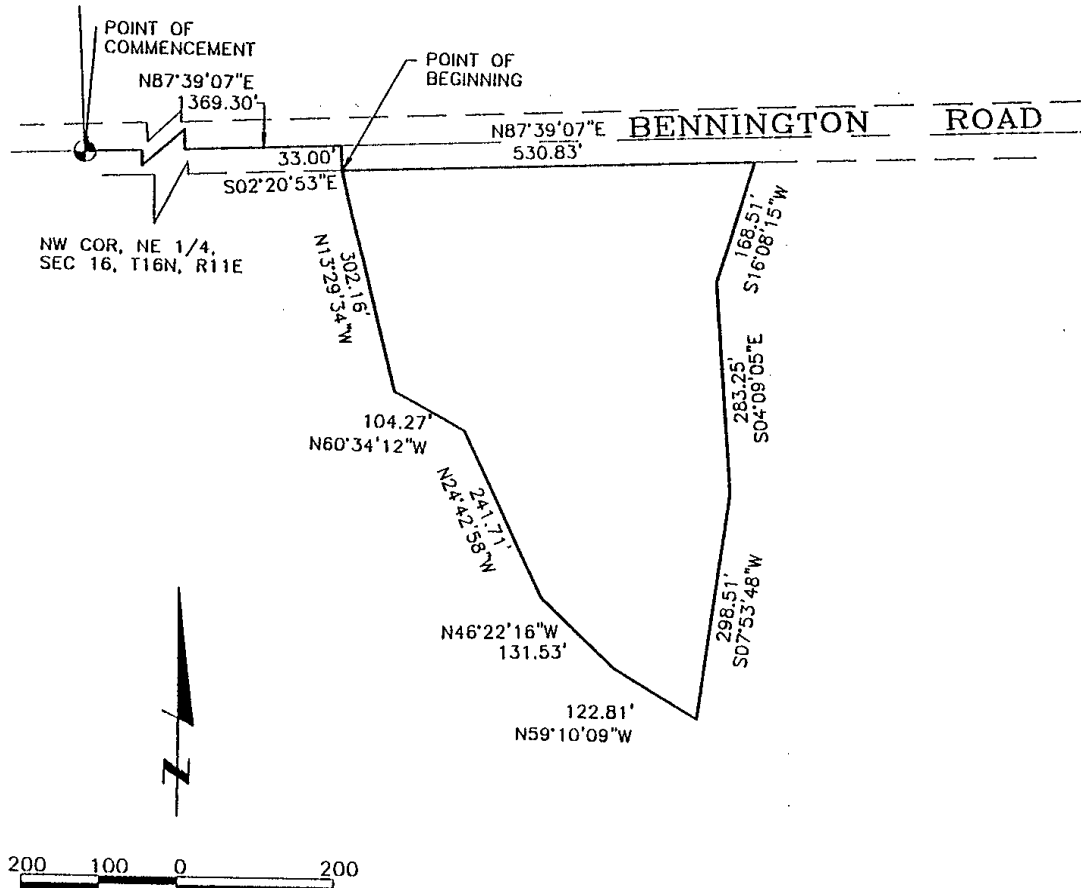 POINT OF
COMMENCEMENT
N87°39'07"E
1369.30'
POINT OF
BEGINNING
N87°39'07"E
530.83'
BENNINGTON ROAD
33.00'
S02°20'53"E
NW COR, NE 1/4,
SEC 16, T16N, R11E
302.16'
N13°29'34"W
168.51'
S16°08'15"W
283.25'
S04°09'05"E
104.27'
N60°34'12"W
241.71'
N24°42'58"W
298.51'
S07°53'48"W
N46°22'16"W
131.53'
122.81'
N59°10'09"W
N
200 100 0 200